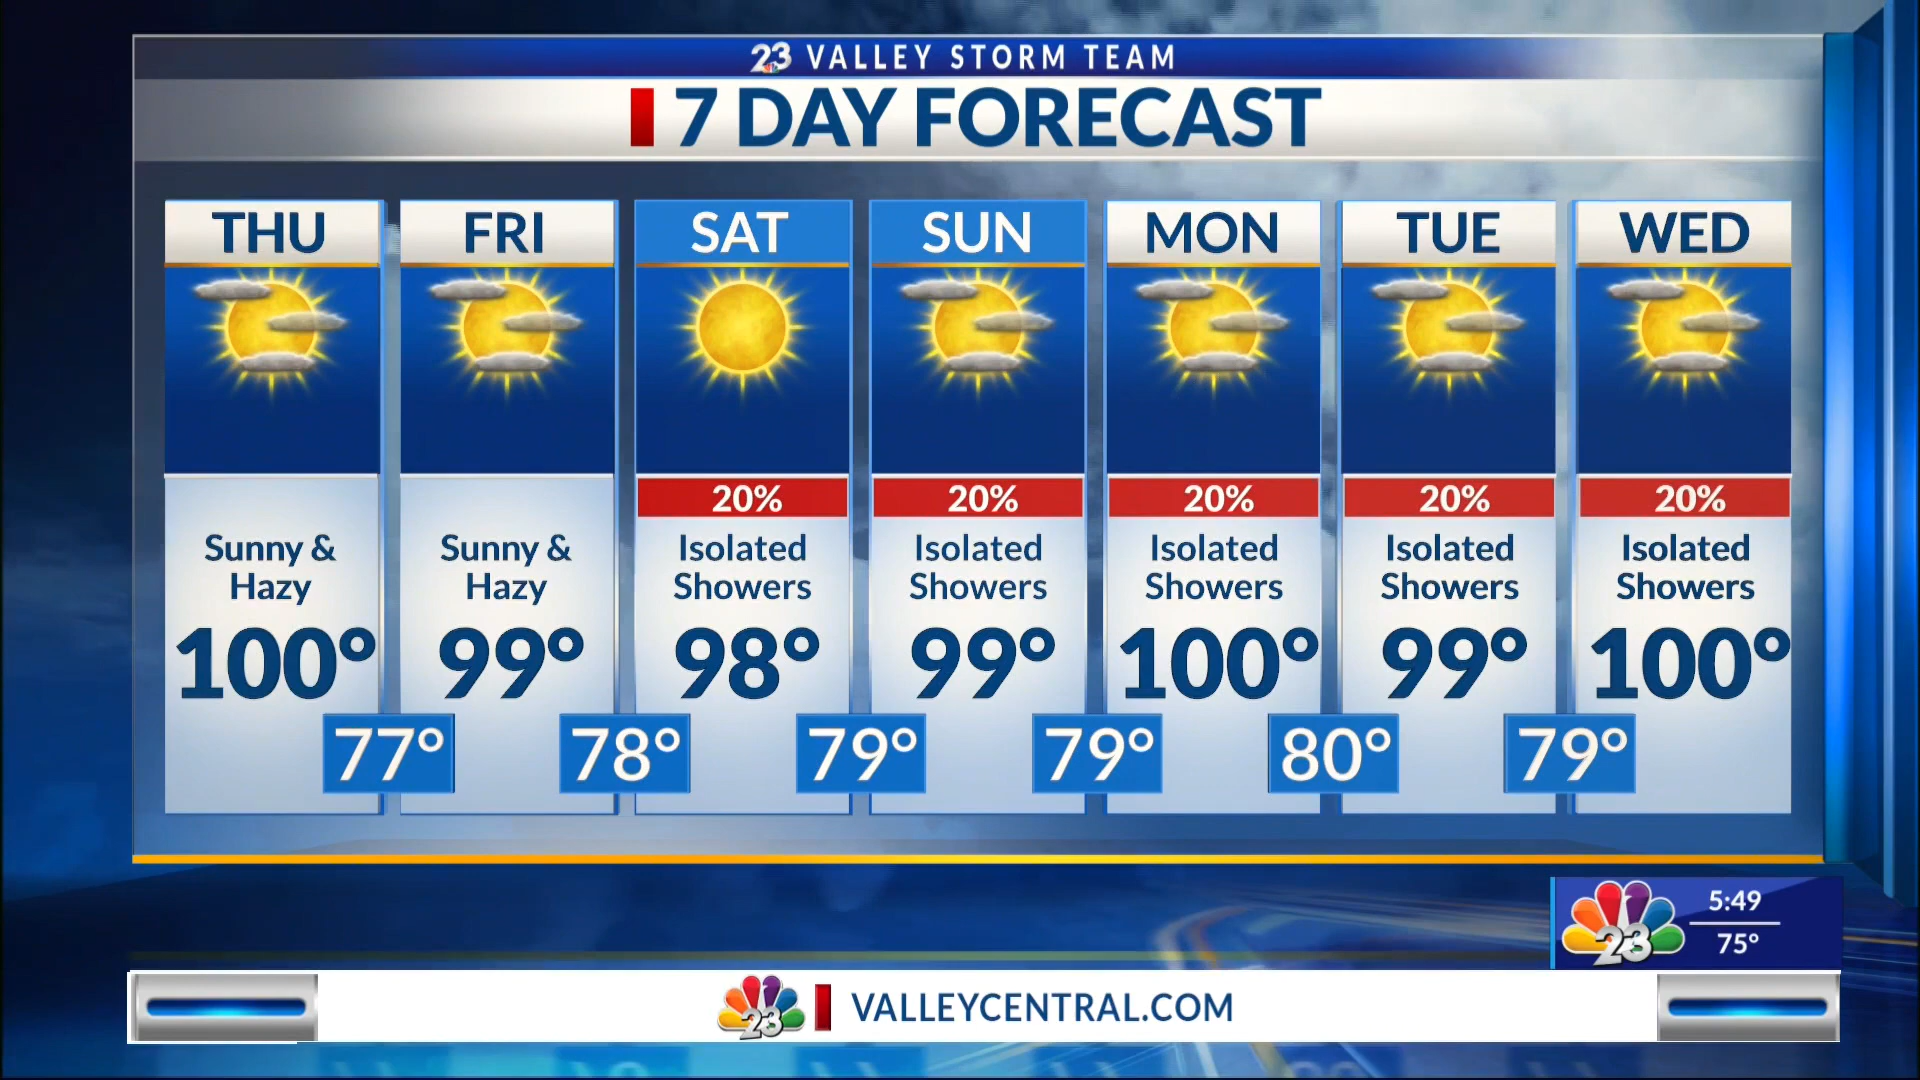 23 VALLEY STORM TEAM
7 DAY FORECAST
THU
FRI
SAT
SUN
MON
TUE
WED
20%
20%
20%
20%
20%
Sunny &
Hazy
Sunny &
Hazy
Isolated
Showers
Isolated
Showers
Isolated
Showers
Isolated
Showers
Isolated
Showers
100°
99°
98°
99°
100°
99°
100°
77°
78°
79°
79°
80°
79°
23
5:49
75°
23
VALLEYCENTRAL.COM